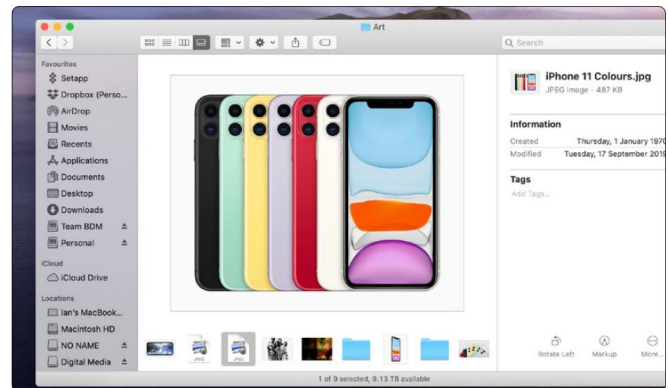 Art
Search
Favourites
Setapp
Dropbox (Perso...
AirDrop
Movies
Recents
Applications
Documents
Desktop
Downloads
Team BDM
Personal
iCloud
iCloud Drive
Locations
Ian's MacBook...
Macintosh HD
NO NAME
Digital Media
JPEG
JPEG
iPhone 11 Colours.jpg
JPEG image - 487 KB
Information
Created Thursday, 1 January 1970
Modified Tuesday, 17 September 2019
Tags
Add Tags...
Rotate Left Markup More...
1 of 9 selected, 9.13 TB available